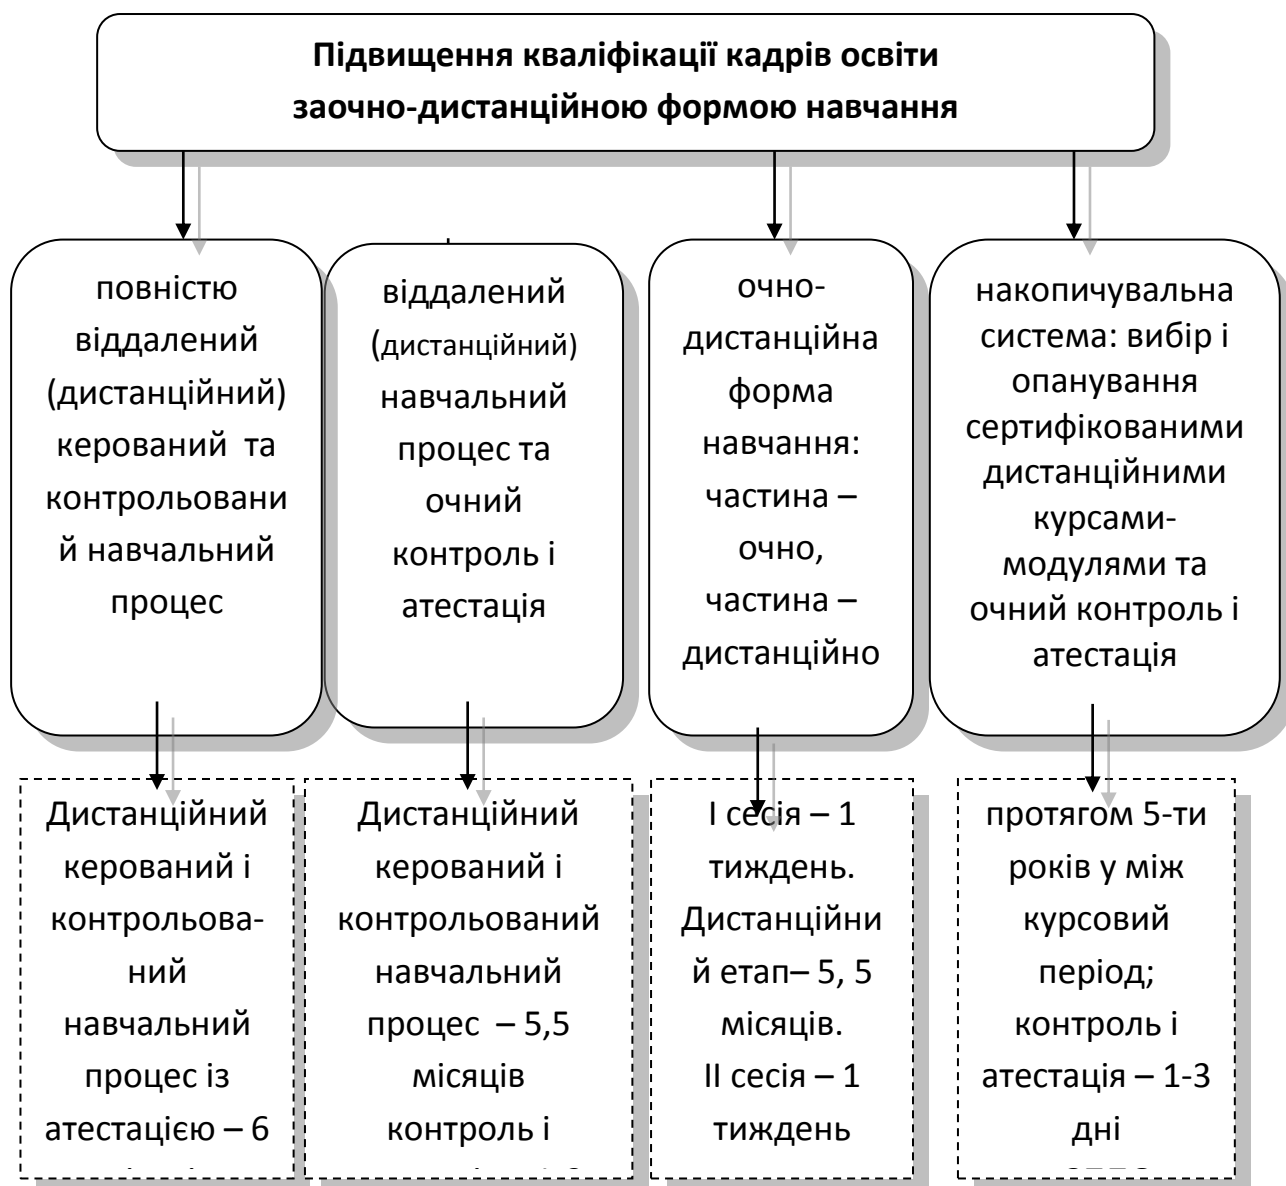 Підвищення кваліфікації кадрів освіти
заочно-дистанційною формою навчання
повністю
віддалений
(дистанційний)
керований та
контрольовани
й навчальний
процес
віддалений
(дистанційний)
навчальний
процес та
очний
контроль і
атестація
очно-
дистанційна
форма
навчання:
частина –
очно,
частина –
дистанційно
накопичувальна
система: вибір і
опанування
сертифікованими
дистанційними
курсами-
модулями та
очний контроль і
атестація
Дистанційний
керований і
контрольова-
ний
навчальний
процес із
атестацією – 6
Дистанційний
керований і
контрольований
навчальний
процес – 5,5
місяців
контроль і
І сесія – 1
тиждень.
Дистанційни
й етап– 5, 5
місяців.
ІІ сесія – 1
тиждень
протягом 5-ти
років у між
курсовий
період;
контроль і
атестація – 1-3
дні